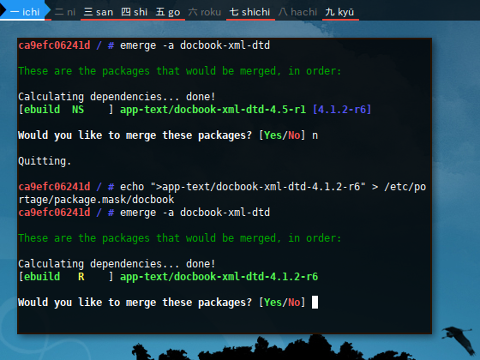 一 ichi 二 ni 三 san 四 shi 五 go 六 roku 七 shichi 八 hachi 九 kyū
ca9efc06241d / # emerge -a docbook-xml-dtd
These are the packages that would be merged, in order:
Calculating dependencies... done!
[ebuild  NS    ] app-text/docbook-xml-dtd-4.5-r1 [4.1.2-r6]
Would you like to merge these packages? [Yes/No] n
Quitting.
ca9efc06241d / # echo ">app-text/docbook-xml-dtd-4.1.2-r6" > /etc/po
rtage/package.mask/docbook
ca9efc06241d / # emerge -a docbook-xml-dtd
These are the packages that would be merged, in order:
Calculating dependencies... done!
[ebuild   R    ] app-text/docbook-xml-dtd-4.1.2-r6
Would you like to merge these packages? [Yes/No]